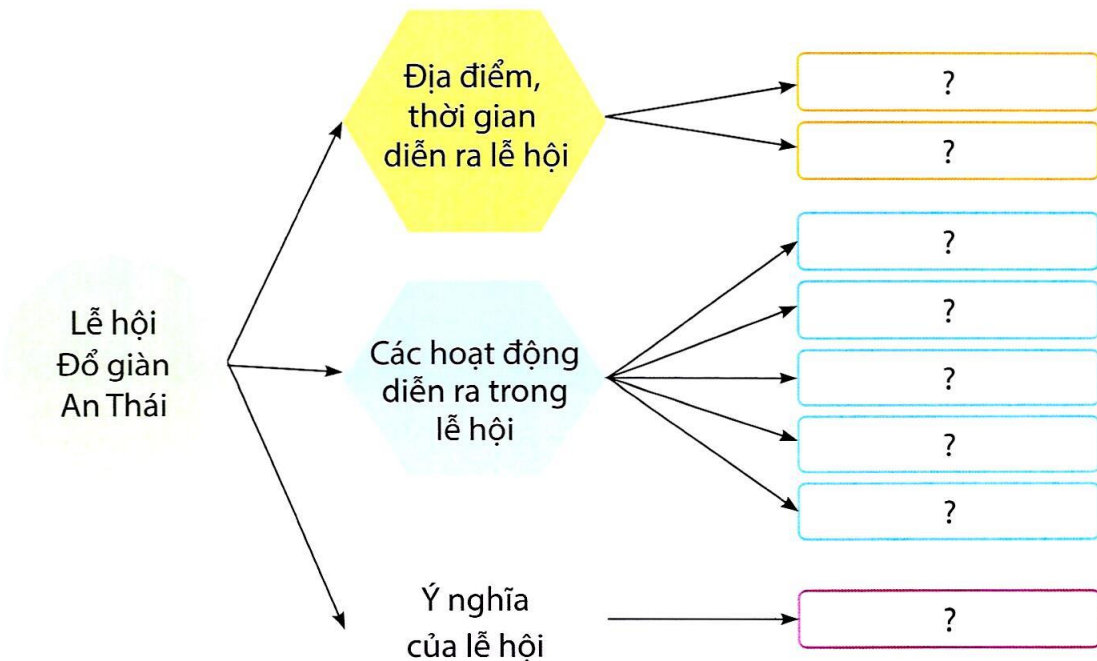 Lễ hội
Đổ giàn
An Thái
Địa điểm,
thời gian
diễn ra lễ hội
?
?
Các hoạt động
diễn ra trong
lễ hội
?
?
?
?
?
Ý nghĩa
của lễ hội
?